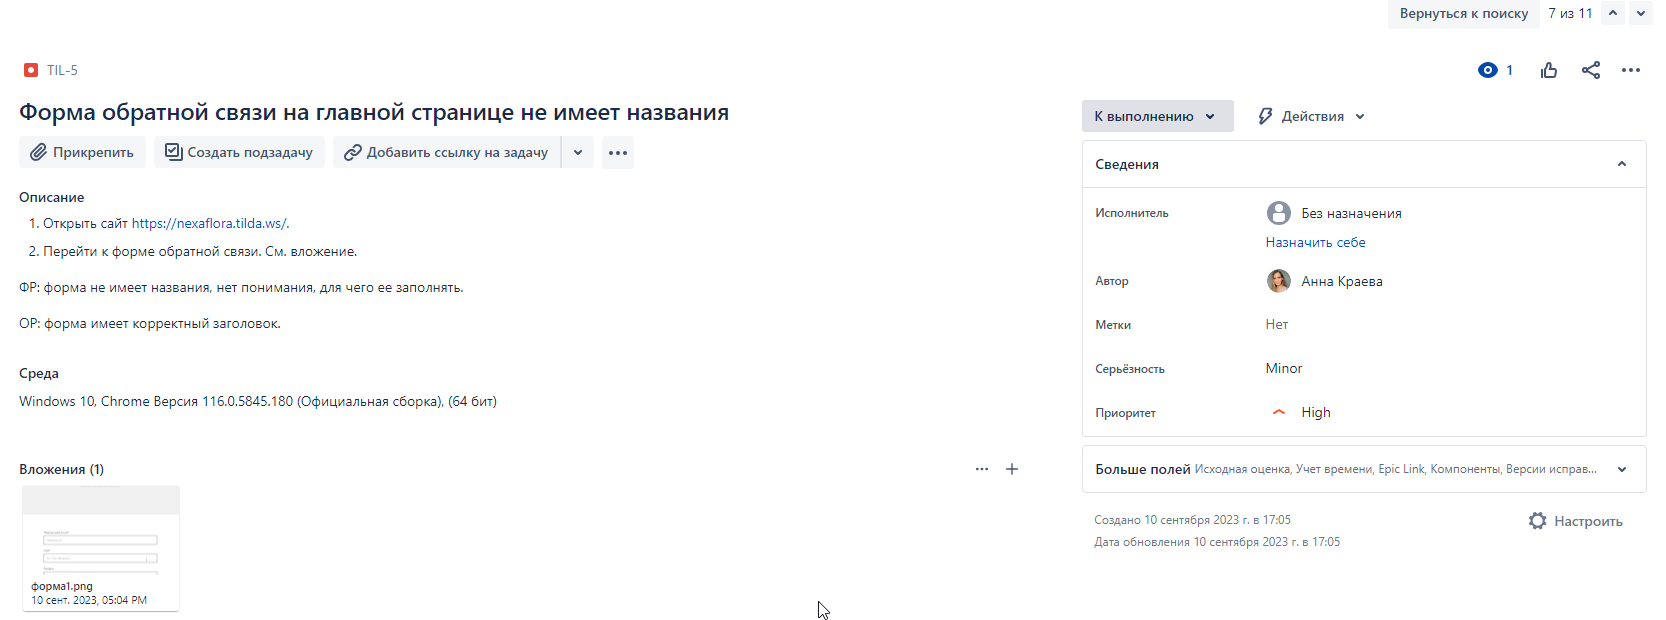 Вернуться к поиску 7 из 11
TIL-5
1
Форма обратной связи на главной странице не имеет названия
К выполнению Действия
Прикрепить Создать подзадачу Добавить ссылку на задачу
Описание
1. Открыть сайт https://nexaflora.tilda.ws/.
2. Перейти к форме обратной связи. См. вложение.
ФР: форма не имеет названия, нет понимания, для чего ее заполнять.
ОР: форма имеет корректный заголовок.
Среда
Windows 10, Chrome Версия 116.0.5845.180 (Официальная сборка), (64 бит)
Вложения (1)
форма1.png
10 сент. 2023, 05:04 PM
Сведения
Исполнитель Без назначения
Назначить себе
Автор Анна Краева
Метки Нет
Серьёзность Minor
Приоритет High
Больше полей Исходная оценка, Учет времени, Epic Link, Компоненты, Версии исправ...
Создано 10 сентября 2023 г. в 17:05
Настроить
Дата обновления 10 сентября 2023 г. в 17:05